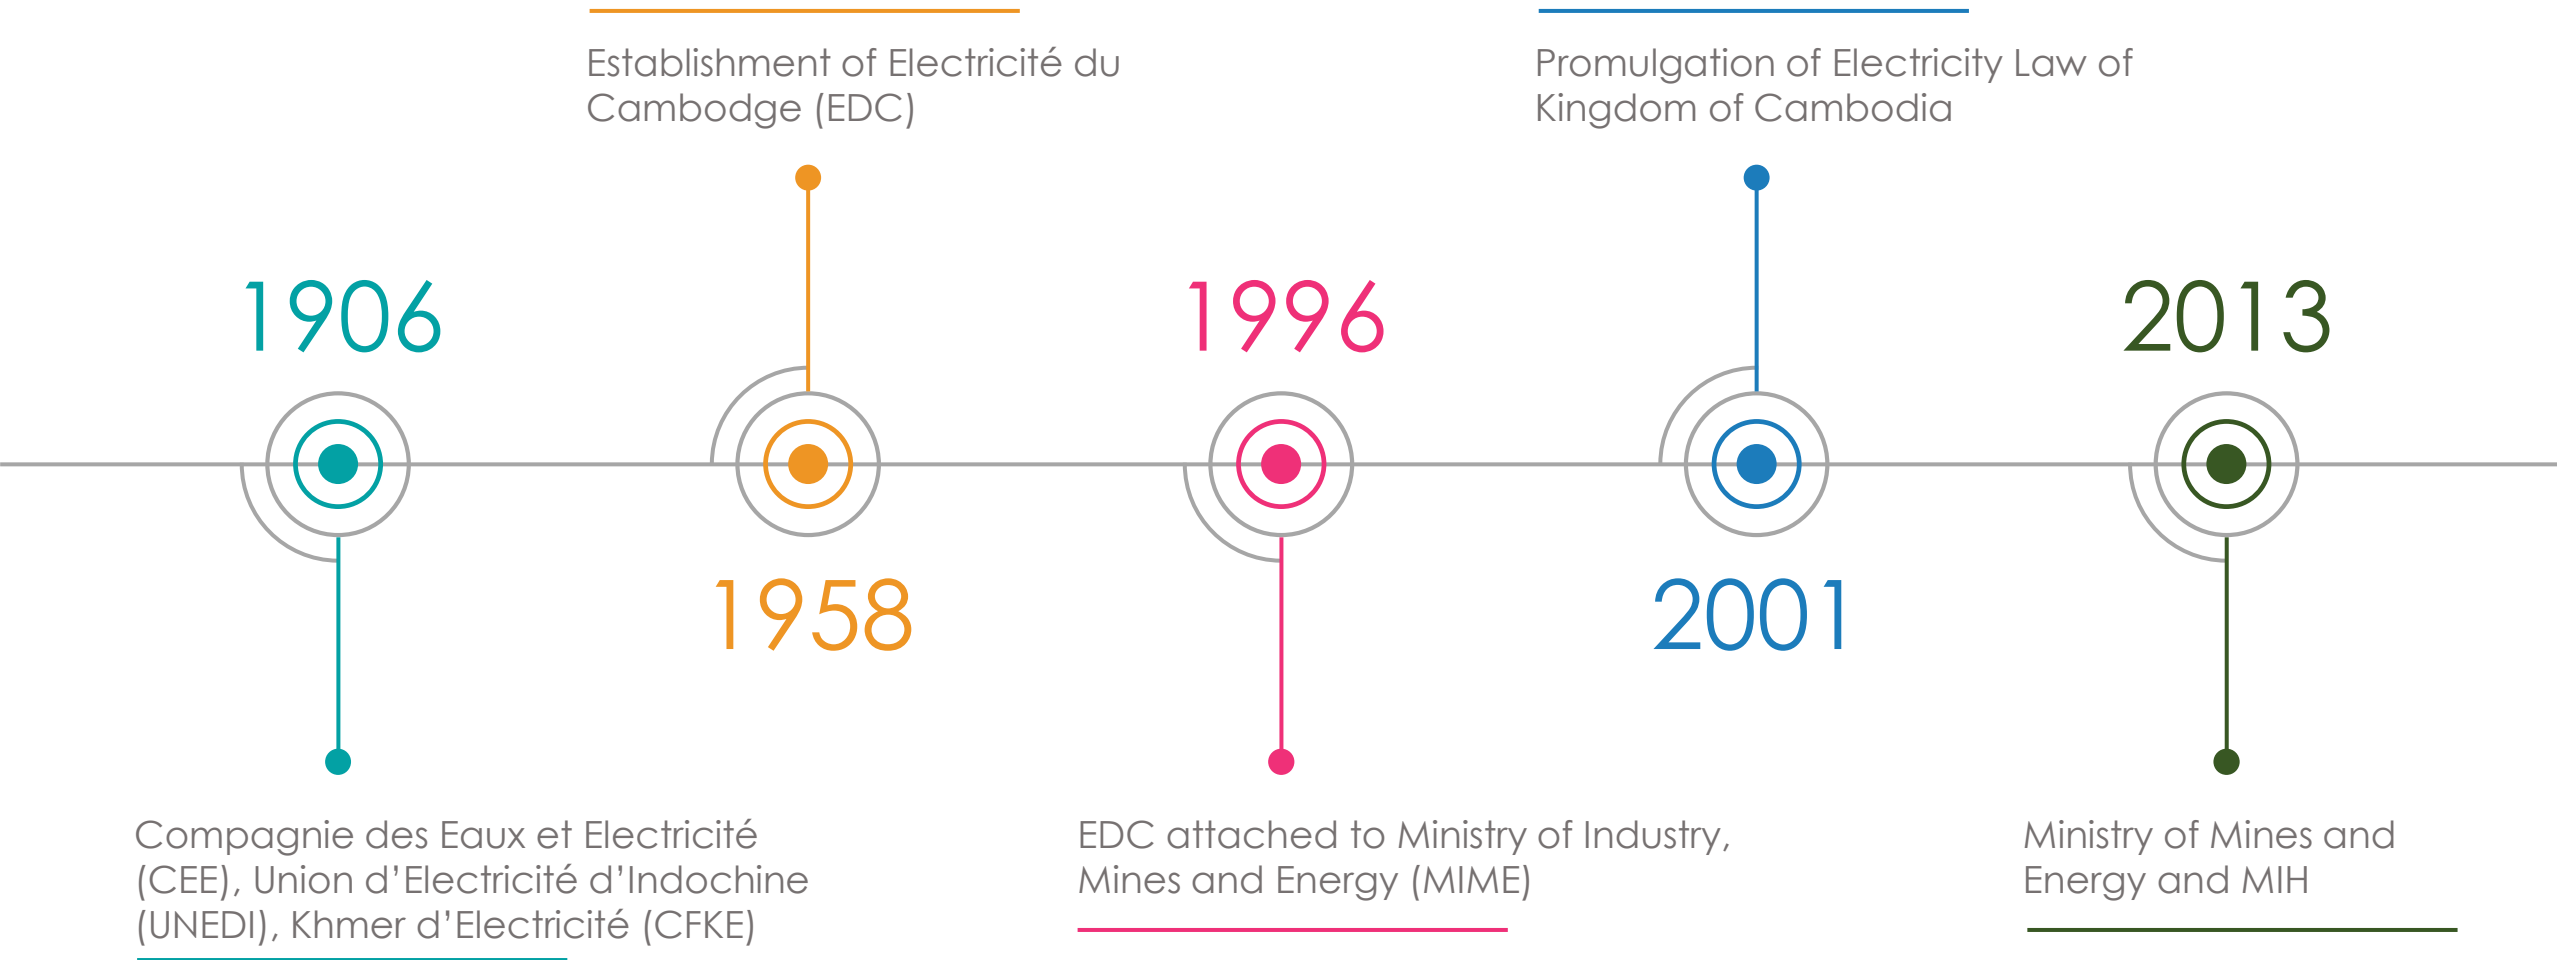 Establishment of Electricité du
Cambodge (EDC)
Promulgation of Electricity Law of
Kingdom of Cambodia
1906
1996
2013
1958
2001
Compagnie des Eaux et Electricité
(CEE), Union d’Electricité d’Indochine
(UNEDI), Khmer d’Electricité (CFKE)
EDC attached to Ministry of Industry,
Mines and Energy (MIME)
Ministry of Mines and
Energy and MIH